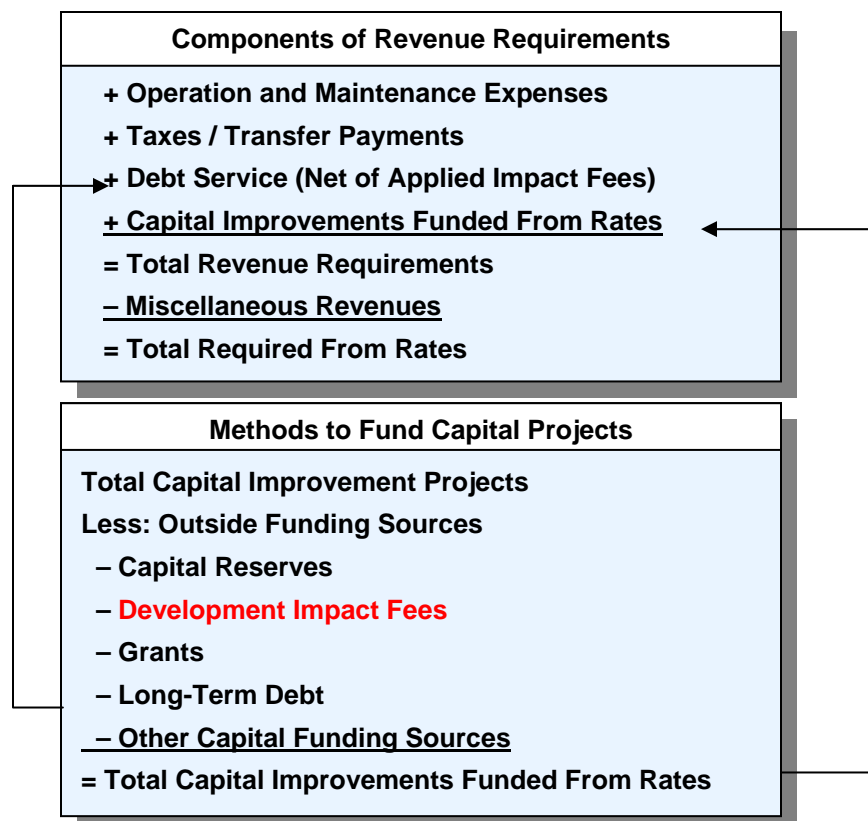 Components of Revenue Requirements
+ Operation and Maintenance Expenses
+ Taxes / Transfer Payments
+ Debt Service (Net of Applied Impact Fees)
+ Capital Improvements Funded From Rates
= Total Revenue Requirements
– Miscellaneous Revenues
= Total Required From Rates
Methods to Fund Capital Projects
Total Capital Improvement Projects
Less: Outside Funding Sources
– Capital Reserves
– Development Impact Fees
– Grants
– Long-Term Debt
– Other Capital Funding Sources
= Total Capital Improvements Funded From Rates